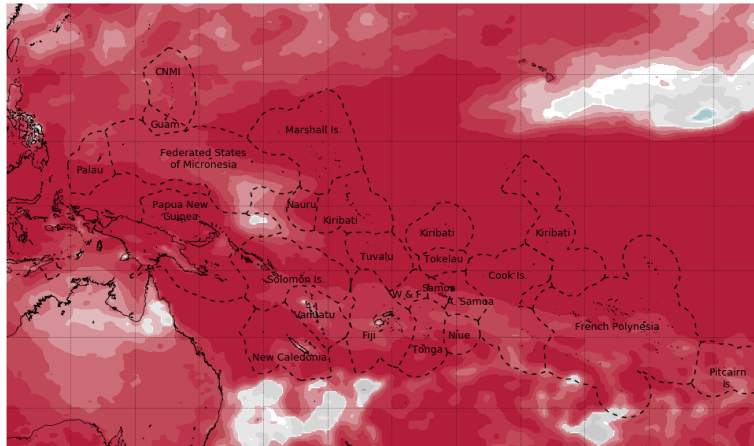 CNMI
Guam
Marshall Is.
Federated States
of Micronesia
Palau
Papua New
Guinea
Nauru
Kiribati
Kiribati
Kiribati
Tuvalu
Tokelau
Solomon Is.
Cook Is.
Samoa
W & F
A. Samoa
Vanuatu
French Polynesia
Fiji
Niue
Tonga
New Caledonia
Pitcairn
Is.